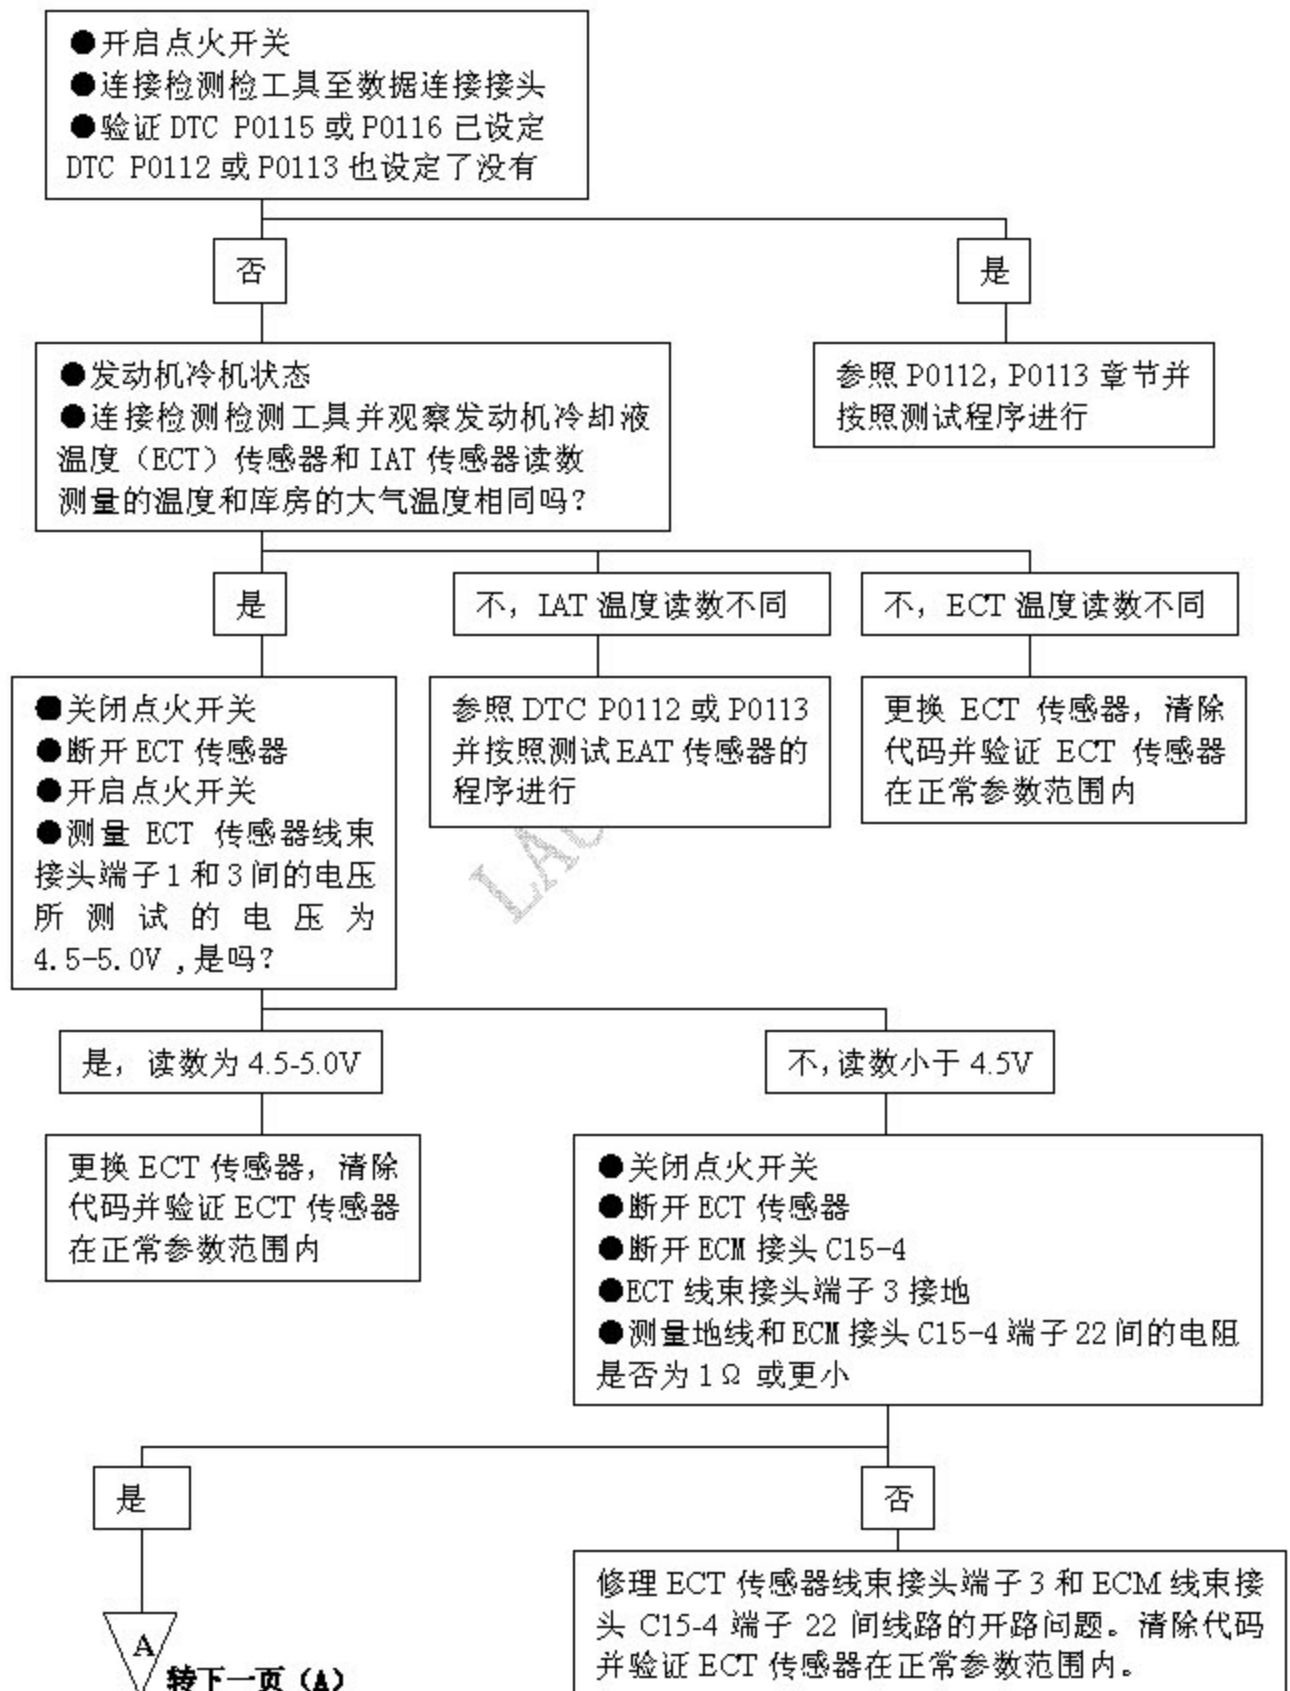 ●开启点火开关
●连接检测检工具至数据连接接头
●验证 DTC P0115 或 P0116 已设定
DTC P0112 或 P0113 也设定了没有
否
是
●发动机冷机状态
●连接检测检测工具并观察发动机冷却液
温度（ECT）传感器和 IAT 传感器读数
测量的温度和库房的大气温度相同吗？
参照 P0112, P0113 章节并
按照测试程序进行
是
不，IAT 温度读数不同
不，ECT 温度读数不同
●关闭点火开关
●断开 ECT 传感器
●开启点火开关
●测量 ECT 传感器线束
接头端子 1 和 3 间的电压
所测试的电压为
4.5-5.0V ,是吗？
参照 DTC P0112 或 P0113
并按照测试 EAT 传感器的
程序进行
更换 ECT 传感器，清除
代码并验证 ECT 传感器
在正常参数范围内
是，读数为 4.5-5.0V
不,读数小于 4.5V
更换 ECT 传感器，清除
代码并验证 ECT 传感器
在正常参数范围内
●关闭点火开关
●断开 ECT 传感器
●断开 ECM 接头 C15-4
●ECT 线束接头端子 3 接地
●测量地线和 ECM 接头 C15-4 端子 22 间的电阻
是否为 1Ω 或更小
是
否
修理 ECT 传感器线束接头端子 3 和 ECM 线束接
头 C15-4 端子 22 间线路的开路问题。清除代码
并验证 ECT 传感器在正常参数范围内。
A
转下一页（A）